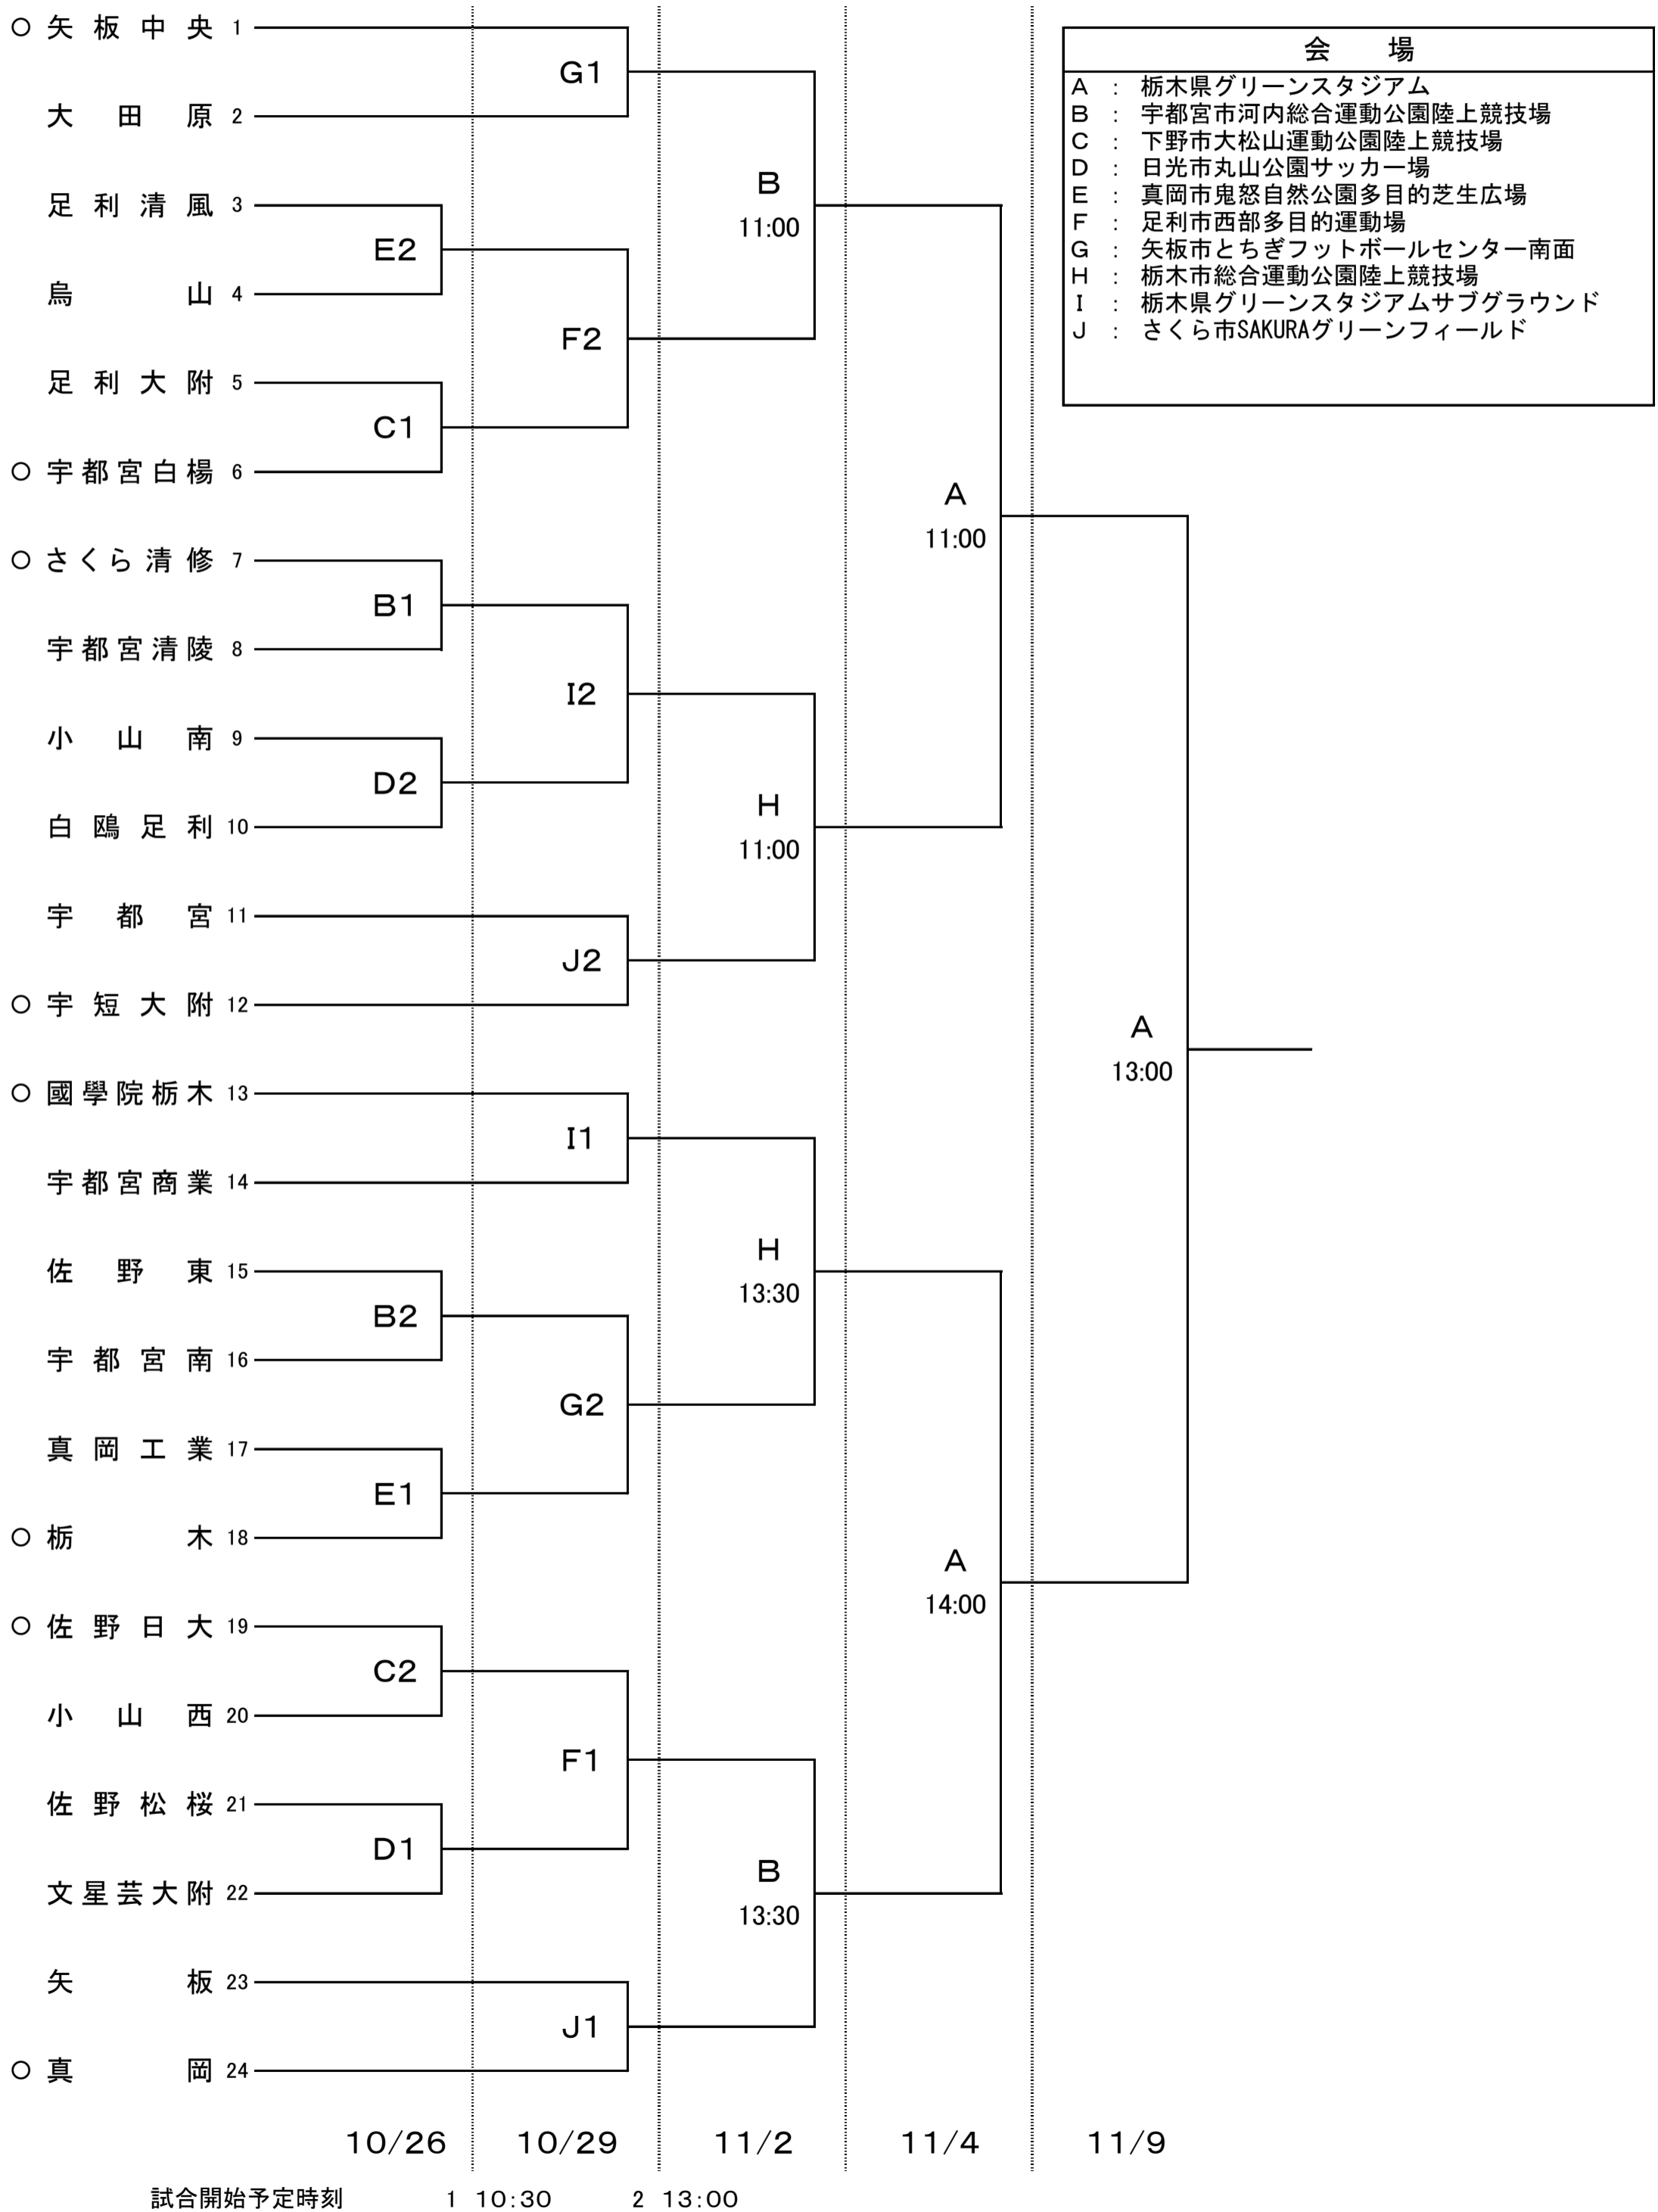 ○ 矢板中央 1
大田原 2
足利清風 3
烏山 4
足利大附 5
○ 宇都宮白楊 6
○ さくら清修 7
宇都宮清陵 8
小山南 9
白鷗足利 10
宇都宮 11
○ 宇短大附 12
○ 國學院栃木 13
宇都宮商業 14
佐野東 15
宇都宮南 16
真岡工業 17
○ 栃木 18
○ 佐野日大 19
小山西 20
佐野松桜 21
文星芸大附 22
矢板 23
○ 真岡 24
E2
C1
B1
D2
B2
E1
C2
D1
G1
F2
I2
J2
I1
G2
F1
J1
B
11:00
H
11:00
H
13:30
B
13:30
A
11:00
A
14:00
A
13:00
会場
A : 栃木県グリーンスタジアム
B : 宇都宮市河内総合運動公園陸上競技場
C : 下野市大松山運動公園陸上競技場
D : 日光市丸山公園サッカー場
E : 真岡市鬼怒自然公園多目的芝生広場
F : 足利市西部多目的運動場
G : 矢板市とちぎフットボールセンター南面
H : 栃木市総合運動公園陸上競技場
I : 栃木県グリーンスタジアムサブグラウンド
J : さくら市SAKURAグリーンフィールド
10/26 10/29 11/2 11/4 11/9
試合開始予定時刻 1 10:30 2 13:00